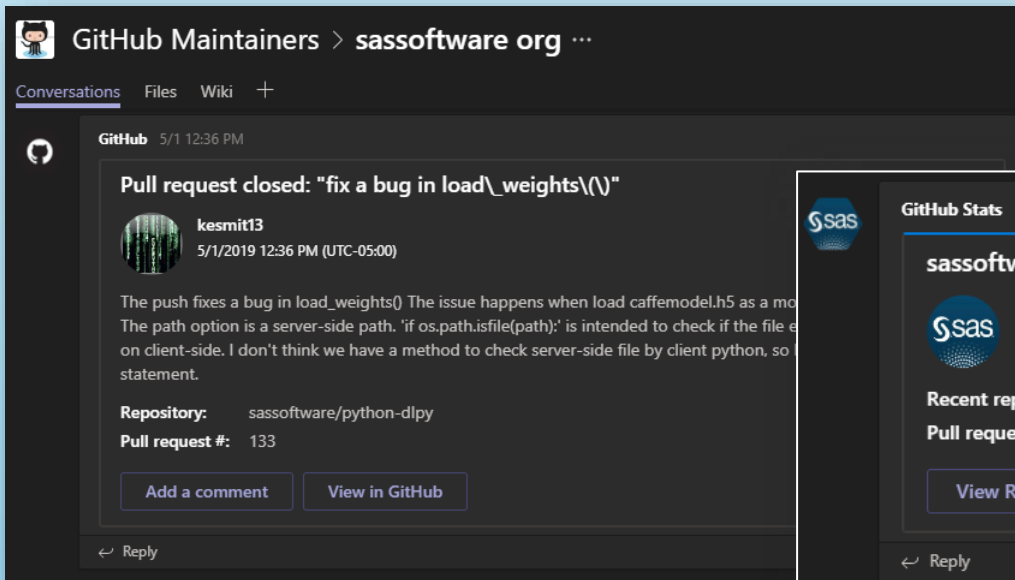 GitHub Maintainers > sassoftware org ...
Conversations Files Wiki +
GitHub 5/1 12:36 PM
Pull request closed: "fix a bug in load\_weights\(\)"
kesmit13
5/1/2019 12:36 PM (UTC-05:00)
The push fixes a bug in load_weights() The issue happens when load caffemodel.h5 as a mo
The path option is a server-side path. 'if os.path.isfile(path):' is intended to check if the file e
on client-side. I don't think we have a method to check server-side file by client python, so
statement.
Repository: sassoftware/python-dlpy
Pull request #: 133
Add a comment View in GitHub
Reply
sas
GitHub Stats
sassoftw
sas
Recent rep
Pull reque
View R
Reply